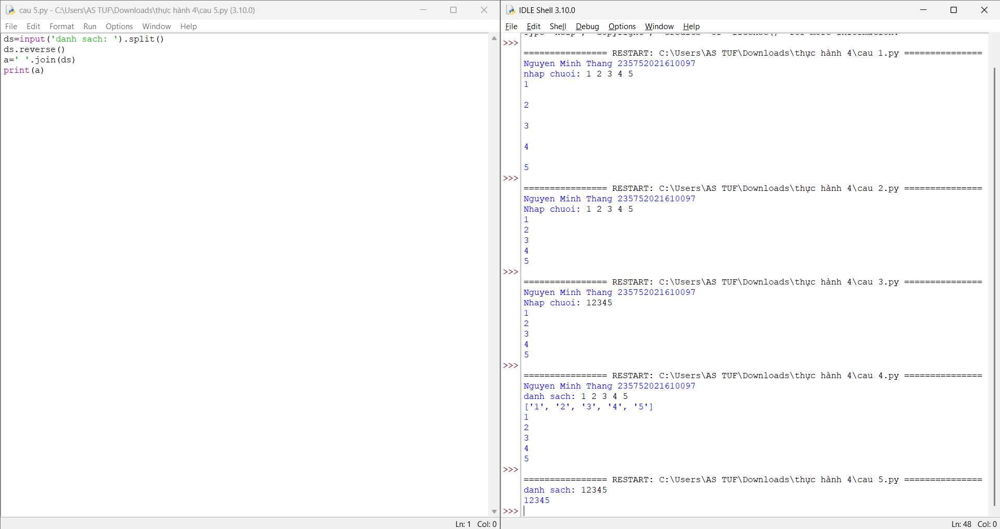 cau 5.py - C:\Users\AS TUF\Downloads\thực hành 4\cau 5.py (3.10.0)
File Edit Format Run Options Window Help
ds=input('danh sach: ').split()
ds.reverse()
a=' '.join(ds)
print(a)
Ln: 1 Col: 0
IDLE Shell 3.10.0
File Edit Shell Debug Options Window Help
Type "help", "copyright", "credits" or "license()" for more information.
>>>
================ RESTART: C:\Users\AS TUF\Downloads\thực hành 4\cau 1.py ===============
Nguyen Minh Thang 235752021610097
nhap chuoi: 1 2 3 4 5
1
2
3
4
5
>>>
================ RESTART: C:\Users\AS TUF\Downloads\thực hành 4\cau 2.py ===============
Nguyen Minh Thang 235752021610097
Nhap chuoi: 1 2 3 4 5
1
2
3
4
5
>>>
================ RESTART: C:\Users\AS TUF\Downloads\thực hành 4\cau 3.py ===============
Nguyen Minh Thang 235752021610097
Nhap chuoi: 12345
1
2
3
4
5
>>>
================ RESTART: C:\Users\AS TUF\Downloads\thực hành 4\cau 4.py ===============
Nguyen Minh Thang 235752021610097
danh sach: 1 2 3 4 5
['1', '2', '3', '4', '5']
1
2
3
4
5
>>>
================ RESTART: C:\Users\AS TUF\Downloads\thực hành 4\cau 5.py ===============
danh sach: 12345
12345
>>>
Ln: 48 Col: 0